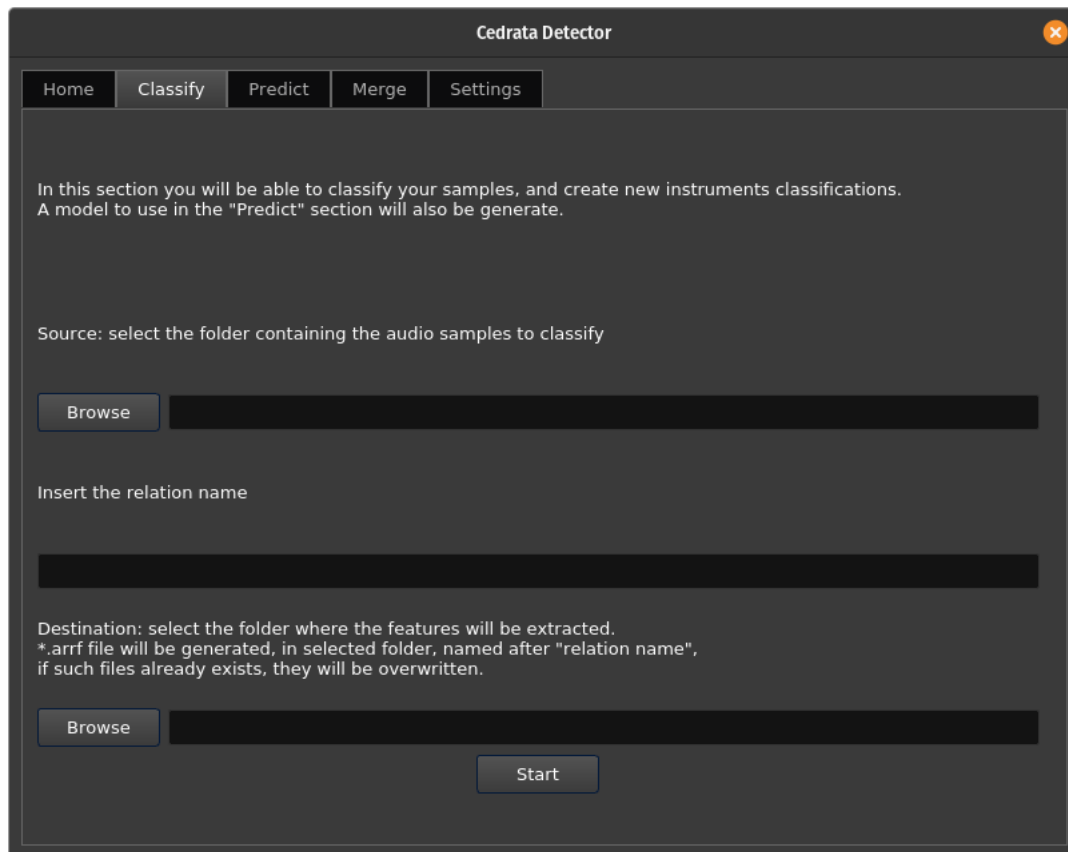 Cedrata Detector
Home Classify Predict Merge Settings
In this section you will be able to classify your samples, and create new instruments classifications.
A model to use in the "Predict" section will also be generate.
Source: select the folder containing the audio samples to classify
Browse
Insert the relation name
Destination: select the folder where the features will be extracted.
*.arrf file will be generated, in selected folder, named after "relation name",
if such files already exists, they will be overwritten.
Browse
Start